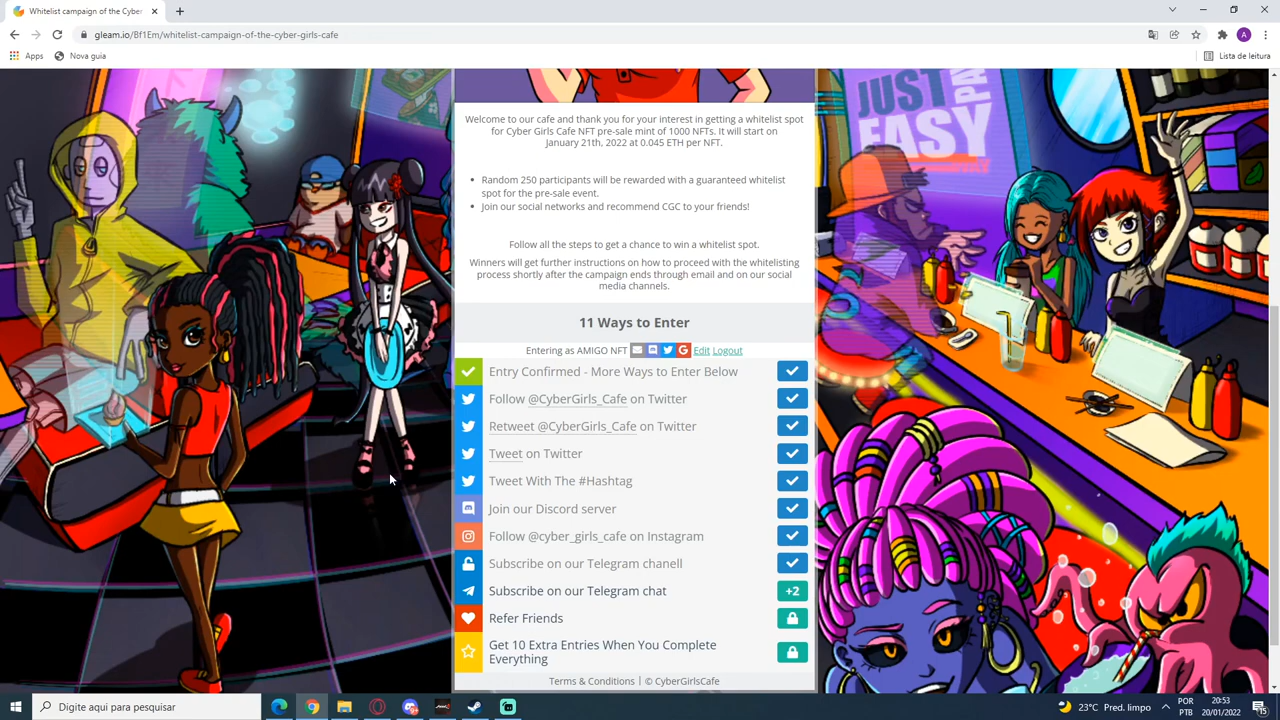 Whitelist campaign of the Cyber
gleam.io/Bf1Em/whitelist-campaign-of-the-cyber-girls-cafe
A
Apps
Nova guia
Lista de leitura
JUST
EASY
Welcome to our cafe and thank you for your interest in getting a whitelist spot
for Cyber Girls Cafe NFT pre-sale mint of 1000 NFTs. It will start on
January 21th, 2022 at 0.045 ETH per NFT.
Random 250 participants will be rewarded with a guaranteed whitelist
spot for the pre-sale event.
Join our social networks and recommend CGC to your friends!
Follow all the steps to get a chance to win a whitelist spot.
Winners will get further instructions on how to proceed with the whitelisting
process shortly after the campaign ends through email and on our social
media channels.
11 Ways to Enter
Entering as AMIGO NFT Edit Logout
Entry Confirmed - More Ways to Enter Below
Follow @CyberGirls_Cafe on Twitter
Retweet @CyberGirls_Cafe on Twitter
Tweet on Twitter
Tweet With The #Hashtag
Join our Discord server
Follow @cyber_girls_cafe on Instagram
Subscribe on our Telegram chanell
Subscribe on our Telegram chat +2
Refer Friends
Get 10 Extra Entries When You Complete
Everything
Terms & Conditions | © CyberGirlsCafe
Digite aqui para pesquisar
23°C Pred. limpo
POR
PTB
20:53
20/01/2022
15